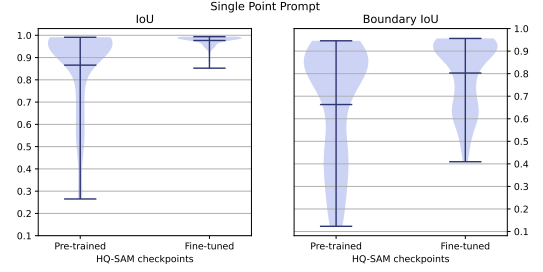 Single Point Prompt
IoU
Boundary IoU
1.0
0.9
0.8
0.7
0.6
0.5
0.4
0.3
0.2
0.1
1.0
0.9
0.8
0.7
0.6
0.5
0.4
0.3
0.2
0.1
Pre-trained
Fine-tuned
Pre-trained
Fine-tuned
HQ-SAM checkpoints
HQ-SAM checkpoints